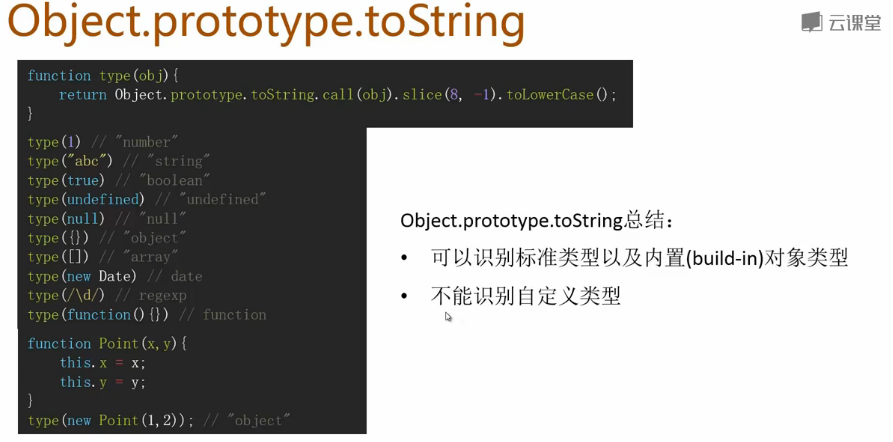 Object.prototype.toString
云课堂
function type(obj){
    return Object.prototype.toString.call(obj).slice(8, -1).toLowerCase();
}
type(1) // "number"
type("abc") // "string"
type(true) // "boolean"
type(undefined) // "undefined"
type(null) // "null"
type({}) // "object"
type([]) // "array"
type(new Date) // date
type(/\d/) // regexp
type(function(){}) // function
function Point(x,y){
    this.x = x;
    this.y = y;
}
type(new Point(1,2)); // "object"
Object.prototype.toString总结：
• 可以识别标准类型以及内置(build-in)对象类型
• 不能识别自定义类型